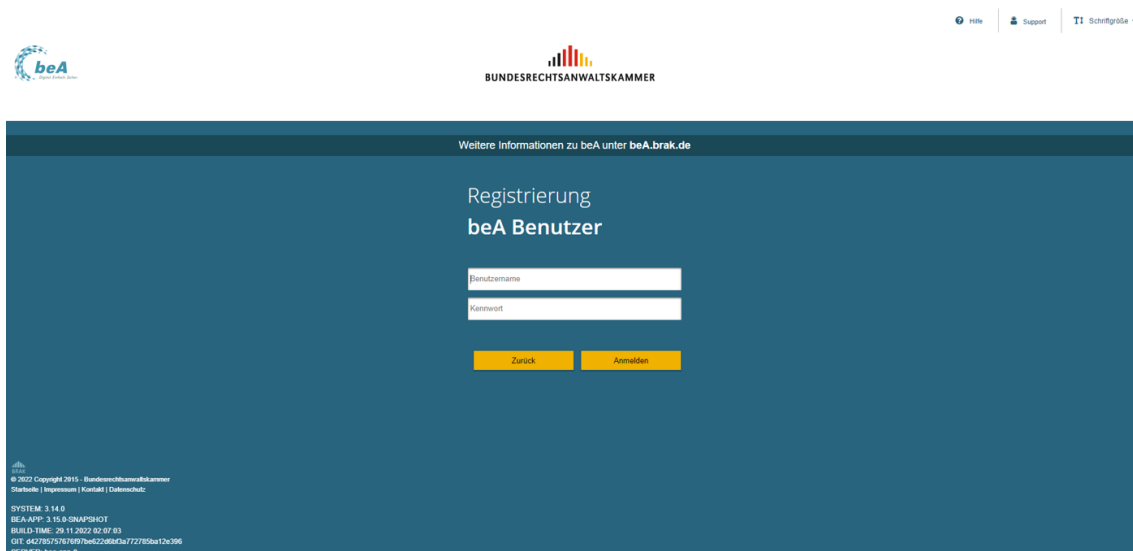 Hilfe
Support
Schriftgröße
beA
BUNDESRECHTSANWALTSKAMMER
Weitere Informationen zu beA unter beA.brak.de
Registrierung
beA Benutzer
Benutzername
Kennwort
Zurück Anmelden
BRAK
© 2022 Copyright 2015 - Bundesrechtsanwaltskammer
Startseite | Impressum | Kontakt | Datenschutz
SYSTEM: 3.14.0
BEA-APP: 3.15.0-SNAPSHOT
BUILD-TIME: 29.11.2022 02:07:03
GIT: d42785757676f97be622d6bf3a772785ba12e396